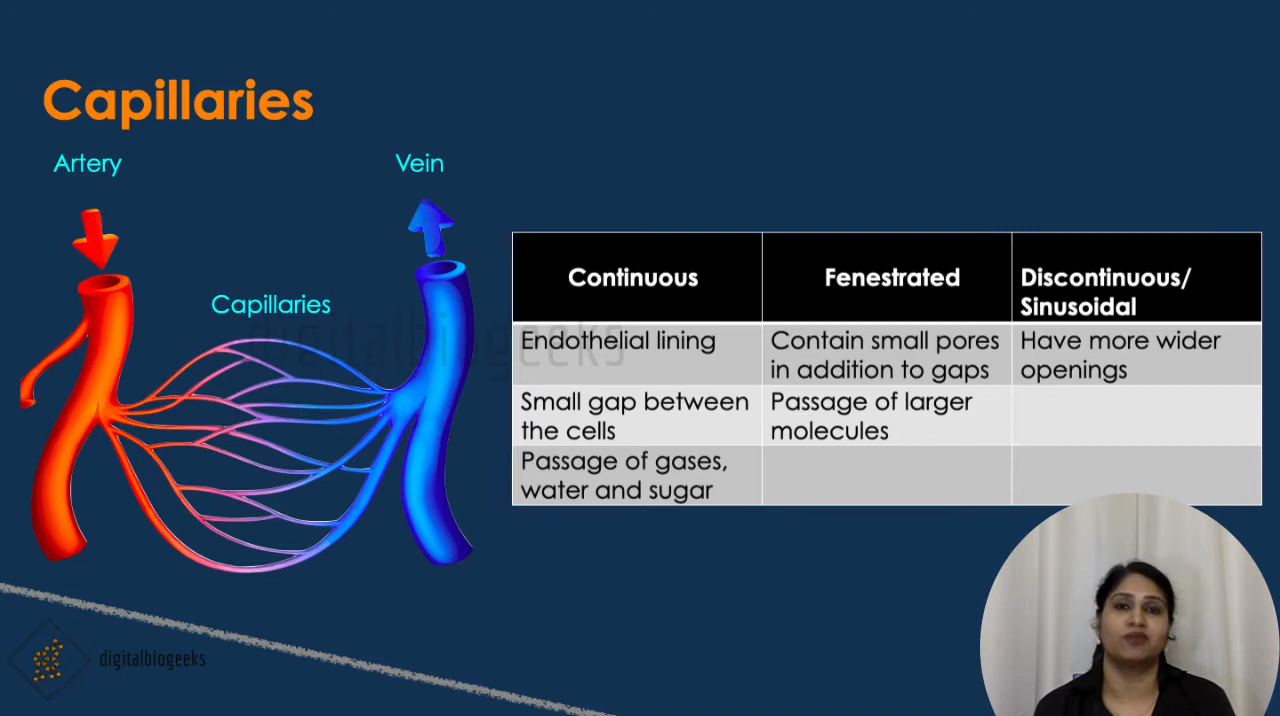 Capillaries
Artery
Vein
Capillaries
digitalbiogeeks
Continuous
Fenestrated
Discontinuous/
Sinusoidal
Endothelial lining
Contain small pores
in addition to gaps
Have more wider
openings
Small gap between
the cells
Passage of larger
molecules
Passage of gases,
water and sugar
digitalbiogeeks